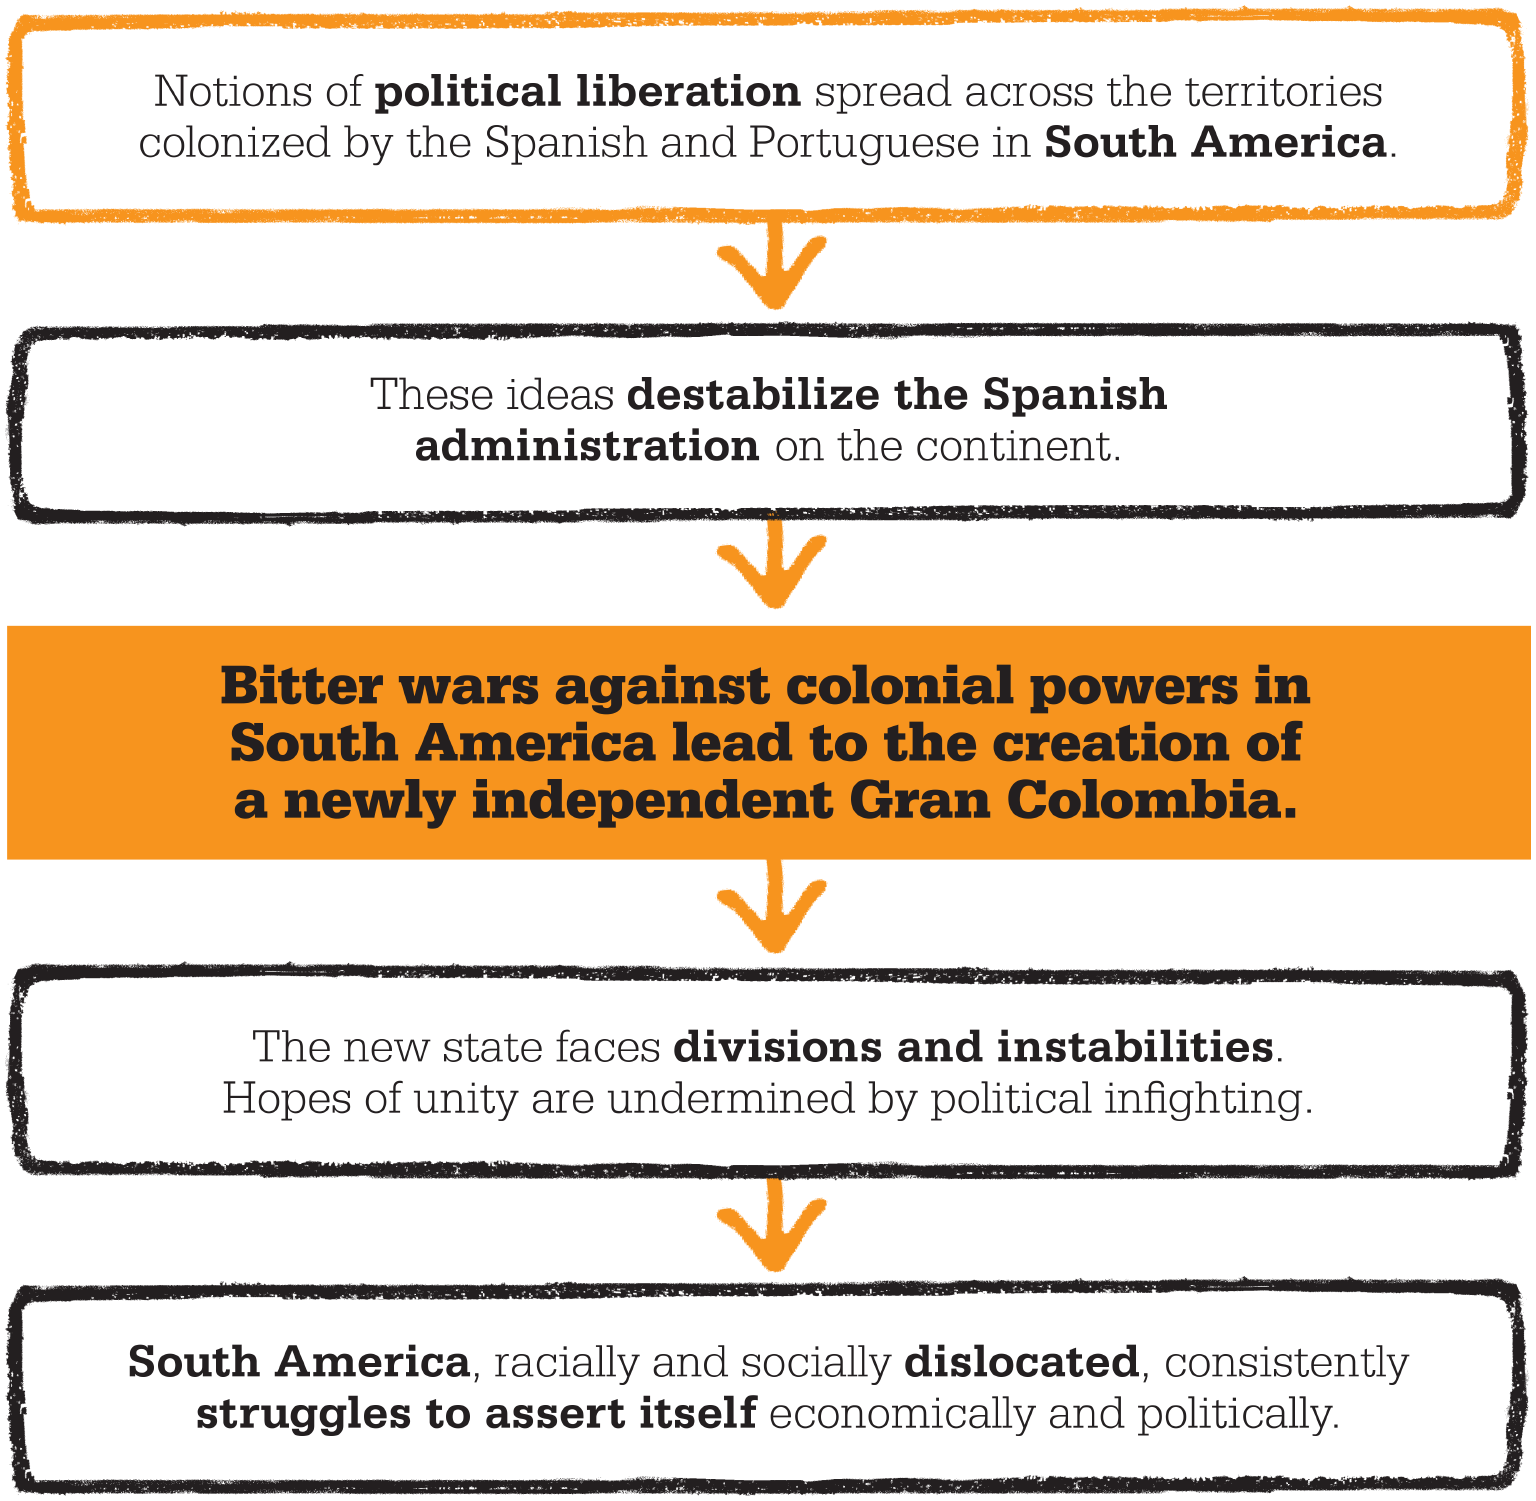 Notions of political liberation spread across the territories
colonized by the Spanish and Portuguese in South America.
These ideas destabilize the Spanish
administration on the continent.
Bitter wars against colonial powers in
South America lead to the creation of
a newly independent Gran Colombia.
The new state faces divisions and instabilities.
Hopes of unity are undermined by political infighting.
South America, racially and socially dislocated, consistently
struggles to assert itself economically and politically.